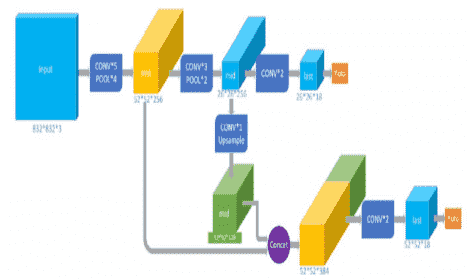 Input
832*832*3
CONV*5
POOL*4
52*52*256
CONV*3
POOL*2
mid
26*26*256
CONV*2
last
26*26*18
CONV*1
Upsample
mid
Concat
52*52*384
CONV*2
last
52*52*18